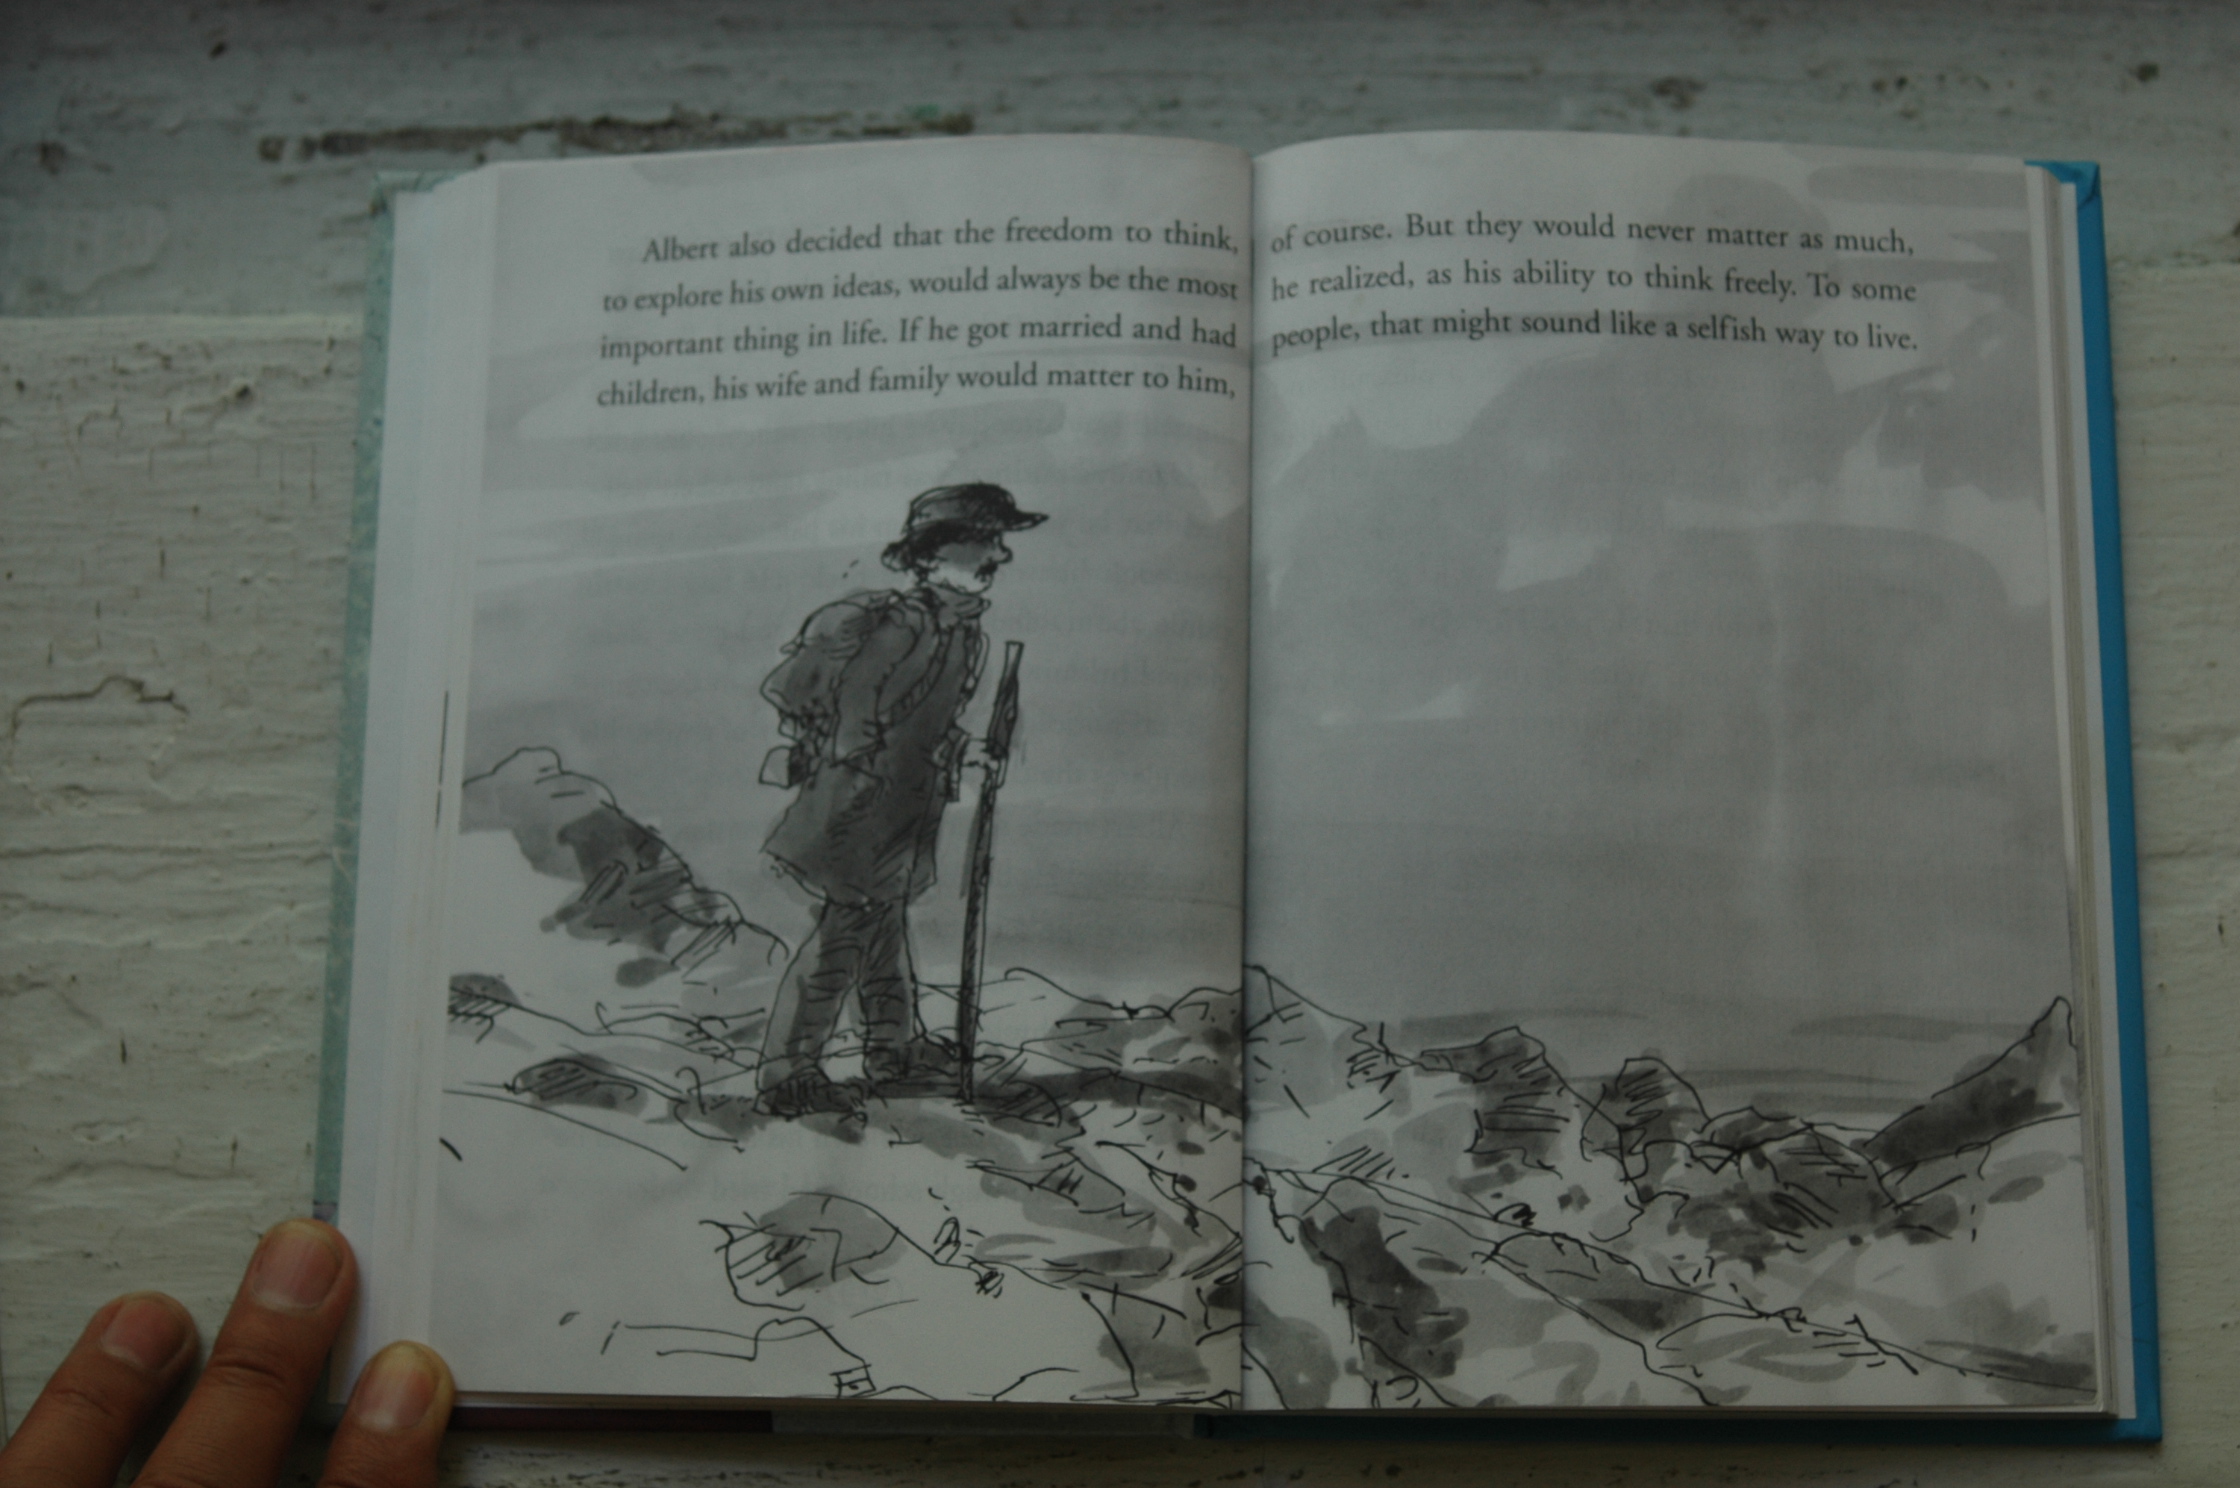 Albert also decided that the freedom to think,
to explore his own ideas, would always be the most
important thing in life. If he got married and had
children, his wife and family would matter to him,
of course. But they would never matter as much,
he realized, as his ability to think freely. To some
people, that might sound like a selfish way to live.